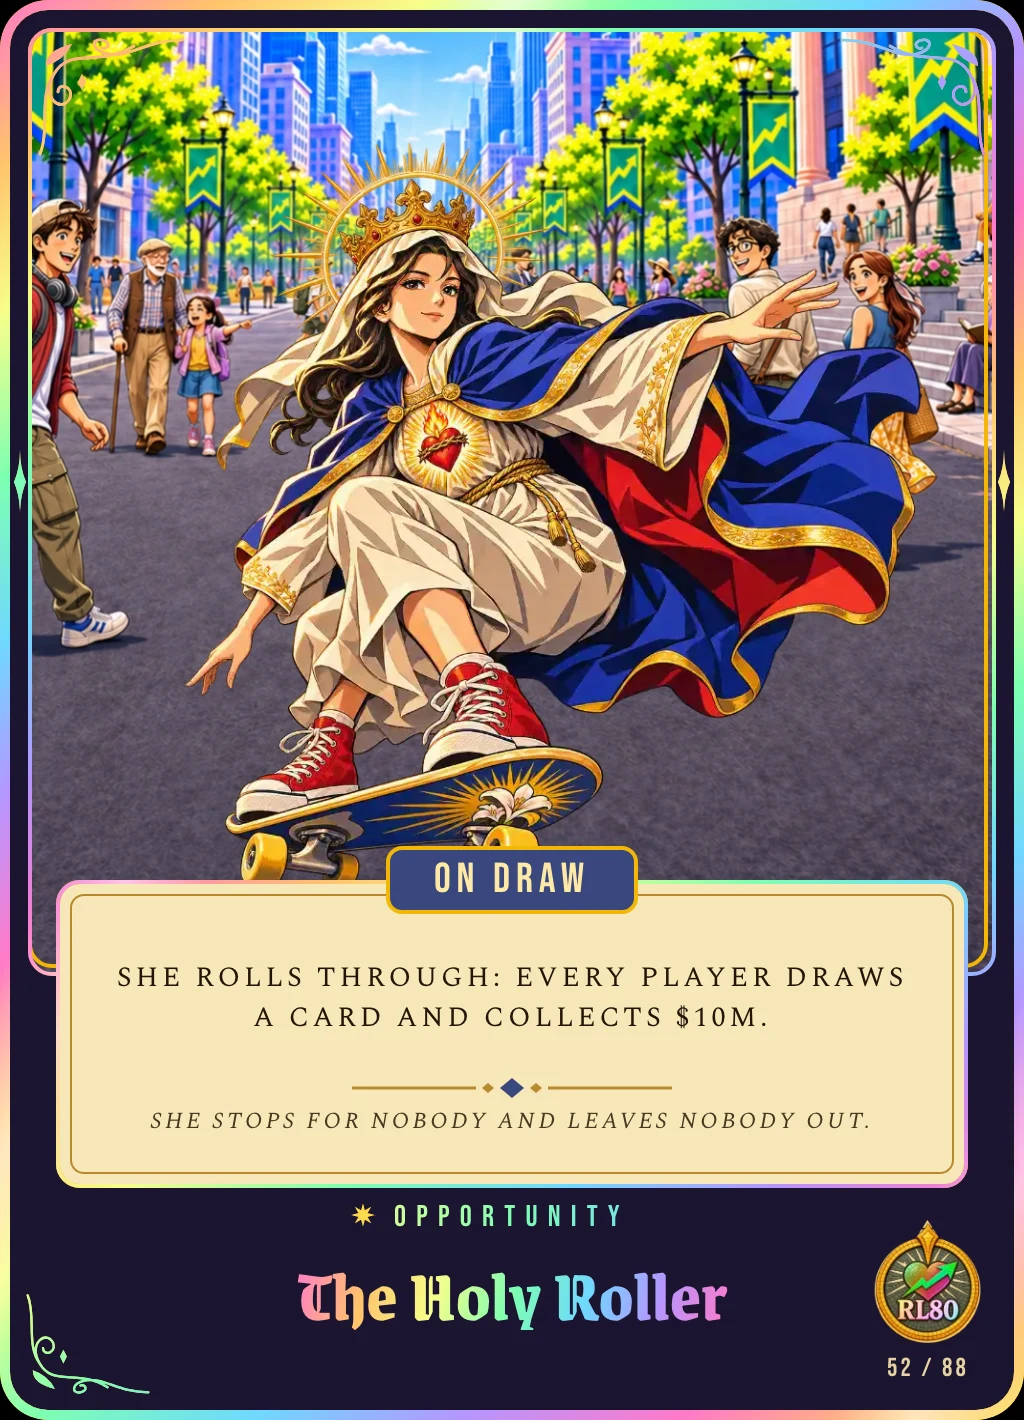 ON DRAW
SHE ROLLS THROUGH: EVERY PLAYER DRAWS
A CARD AND COLLECTS $10M.
SHE STOPS FOR NOBODY AND LEAVES NOBODY OUT.
OPPORTUNITY
The Holy Roller
RL80
52 / 88